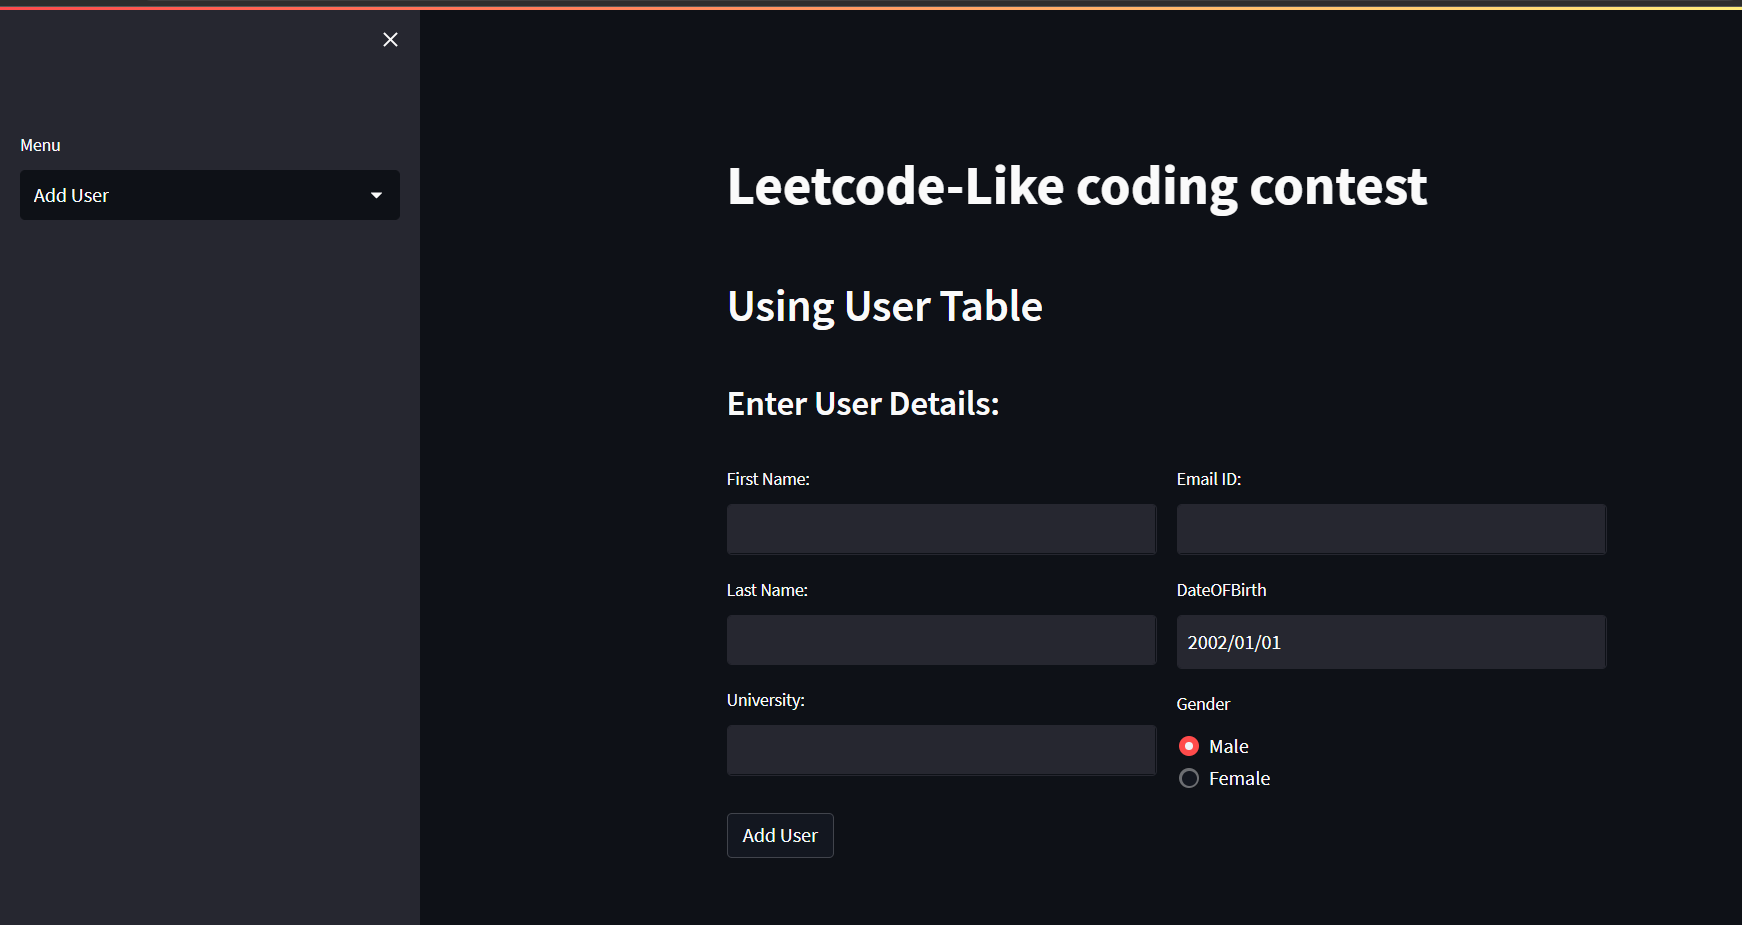 Menu
Add User
Leetcode-Like coding contest
Using User Table
Enter User Details:
First Name:
Email ID:
Last Name:
DateOFBirth
2002/01/01
University:
Gender
Male
Female
Add User